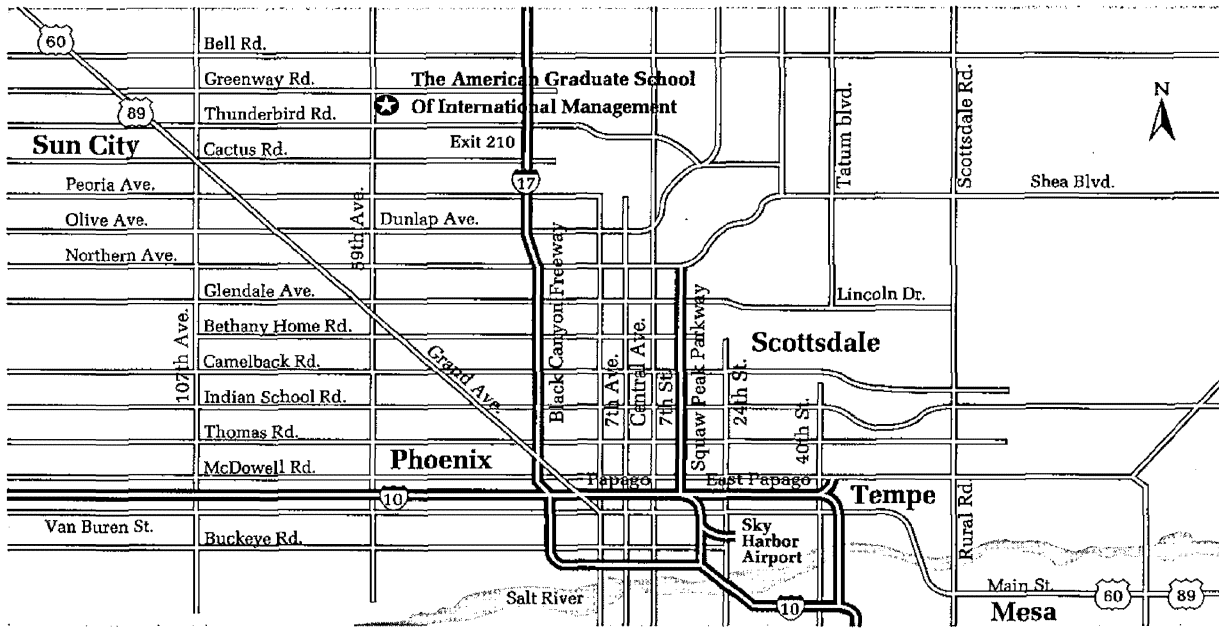 60
Bell Rd.
Greenway Rd.
The American Graduate School
Of International Management
N
89
Thunderbird Rd.
Sun City
Cactus Rd.
Exit 210
Tatum blvd.
Scottsdale Rd.
Peoria Ave.
17
Shea Blvd.
Olive Ave.
Dunlap Ave.
59th Ave.
Northern Ave.
Glendale Ave.
Lincoln Dr.
Bethany Home Rd.
Scottsdale
107th Ave.
Camelback Rd.
Grand Ave.
Black Canyon Freeway
7th Ave.
Central Ave.
7th St.
Squaw Peak Parkway
24th St.
40th St.
Indian School Rd.
Thomas Rd.
Phoenix
McDowell Rd.
Papago
East Papago
10
Tempe
Van Buren St.
Buckeye Rd.
Sky
Harbor
Airport
Rural Rd.
Salt River
10
Main St.
60
89
Mesa